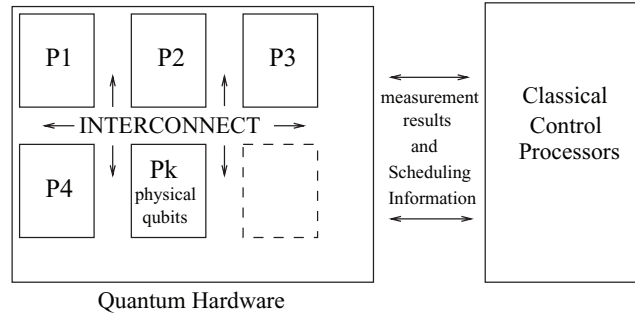 P1
P2
P3
INTERCONNECT
P4
Pk
physical
qubits
measurement
results
and
Scheduling
Information
Classical
Control
Processors
Quantum Hardware